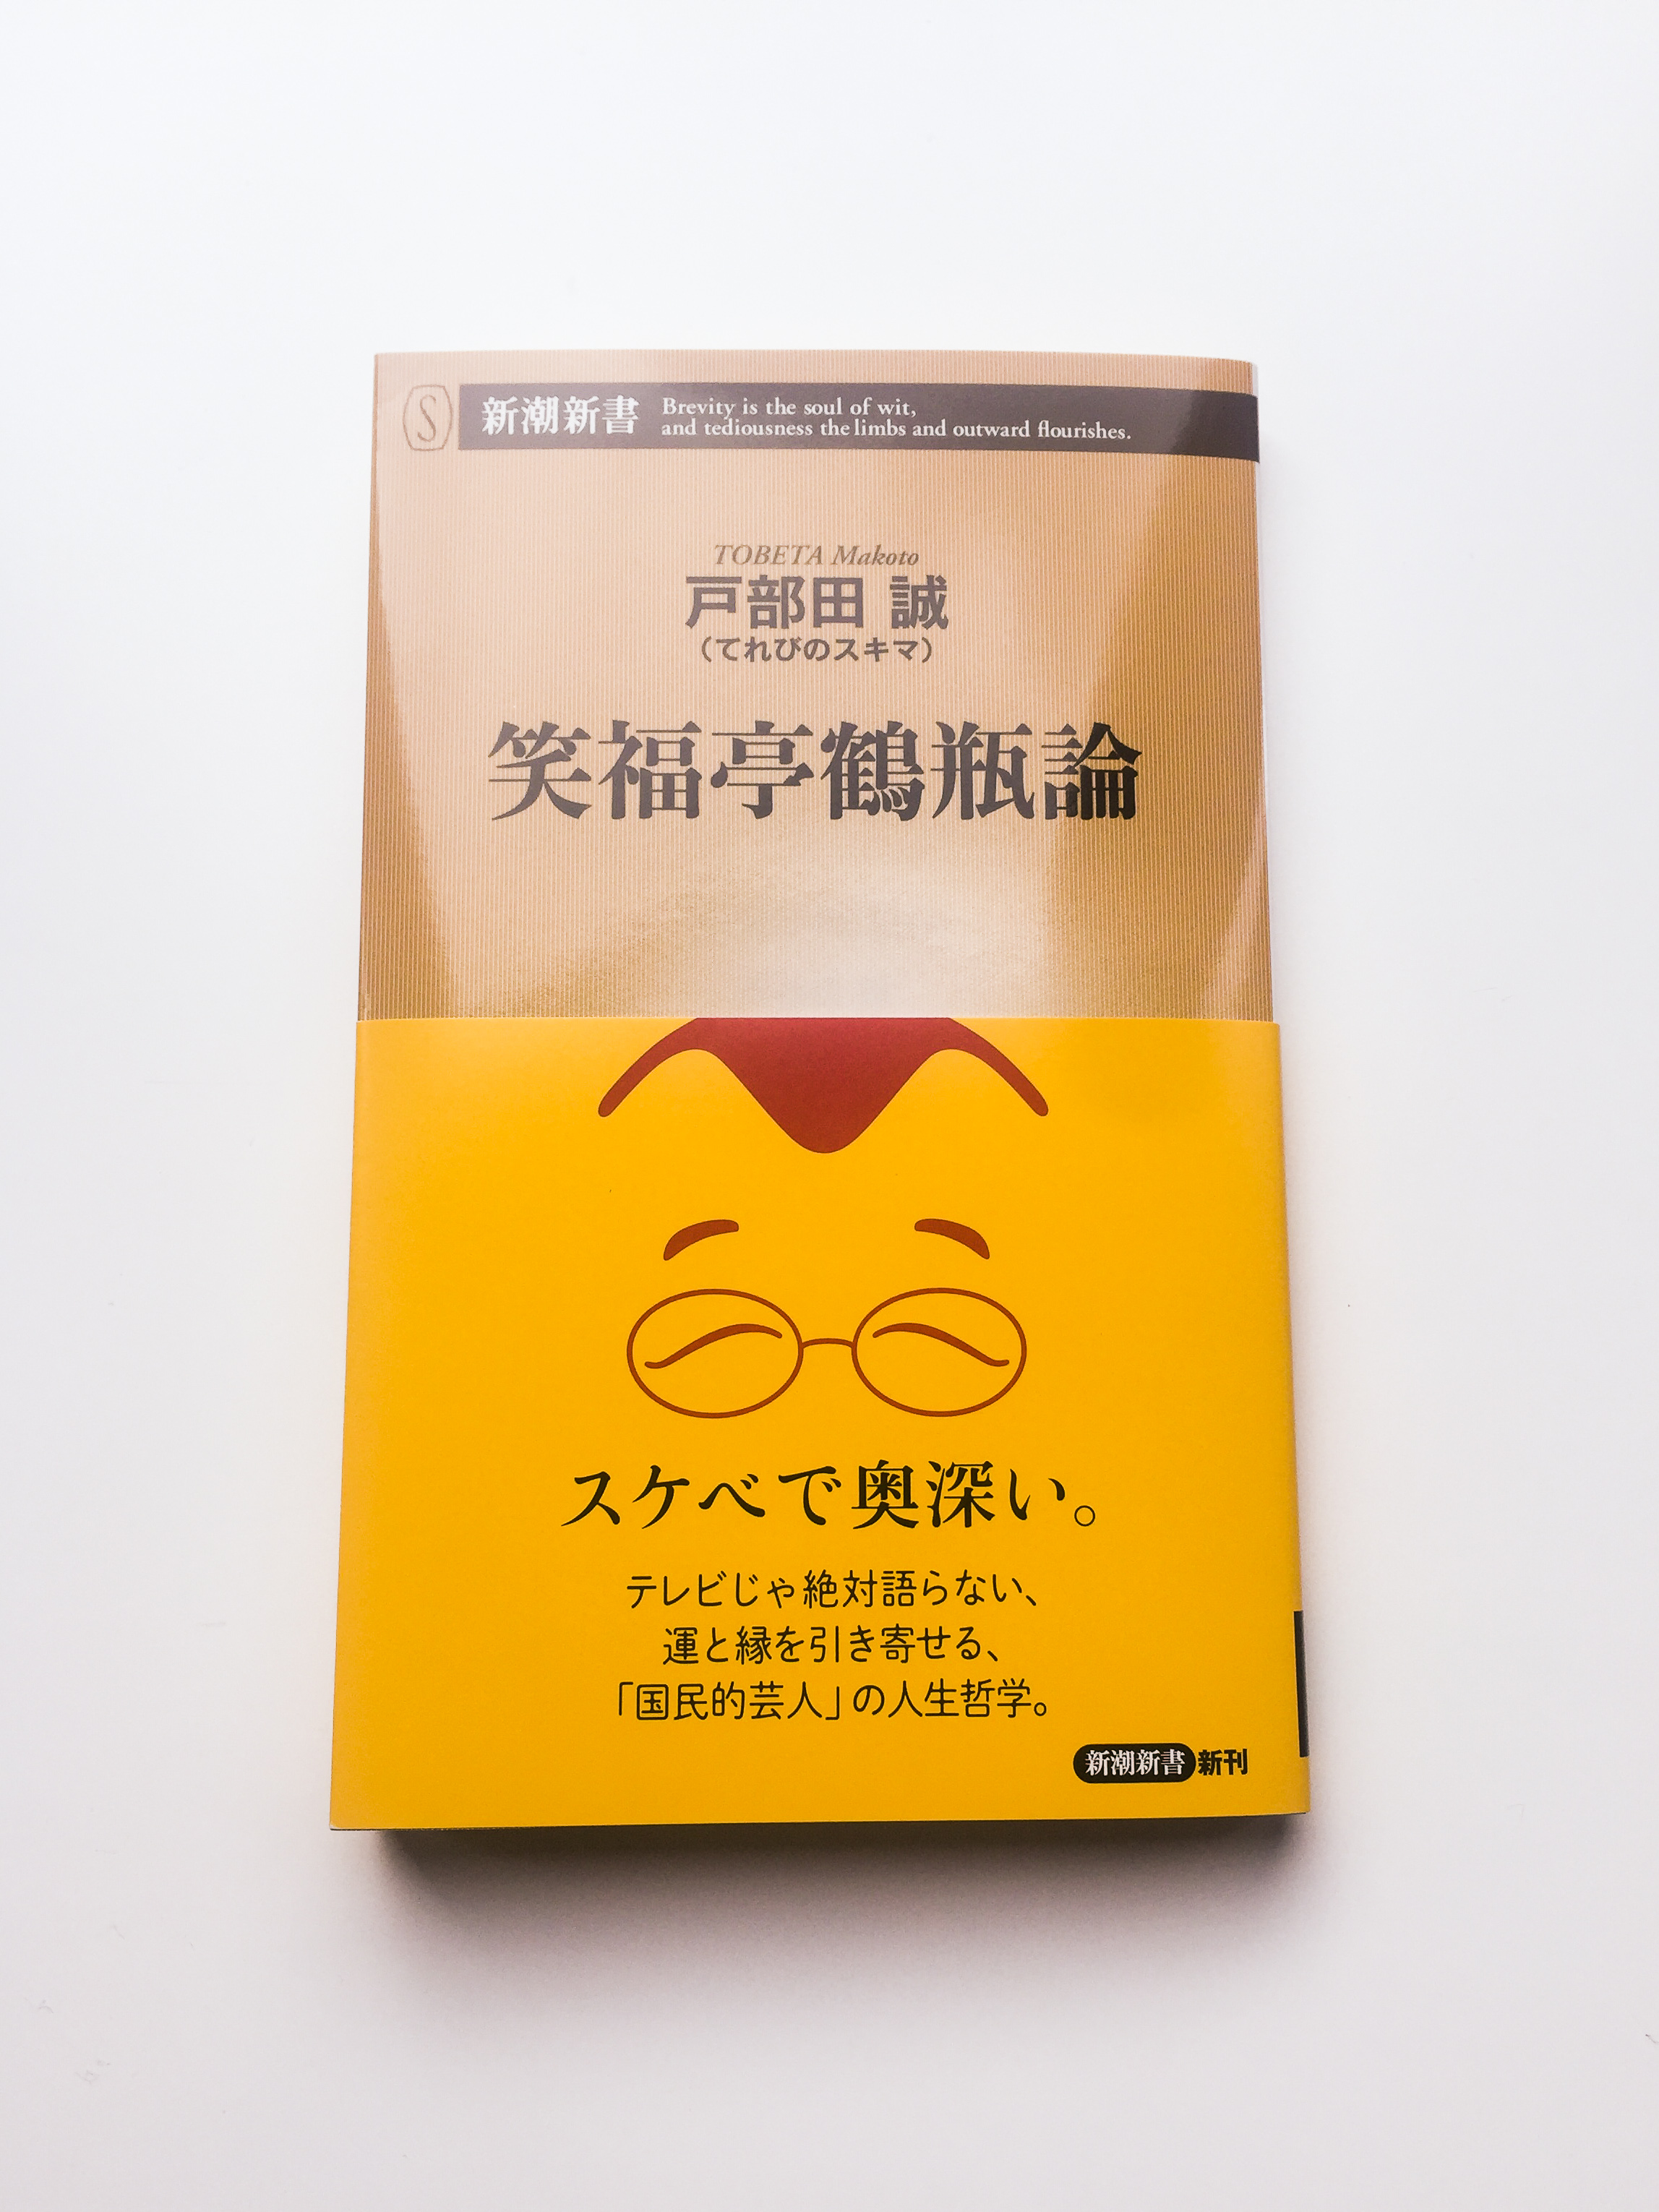 S
新潮新書
Brevity is the soul of wit,
and tediousness the limbs and outward flourishes.
TOBETA Makoto
戸部田 誠
（てれびのスキマ）
笑福亭鶴瓶論
スケベで奥深い。
テレビじゃ絶対語らない、
運と縁を引き寄せる、
「国民的芸人」の人生哲学。
新潮新書 新刊